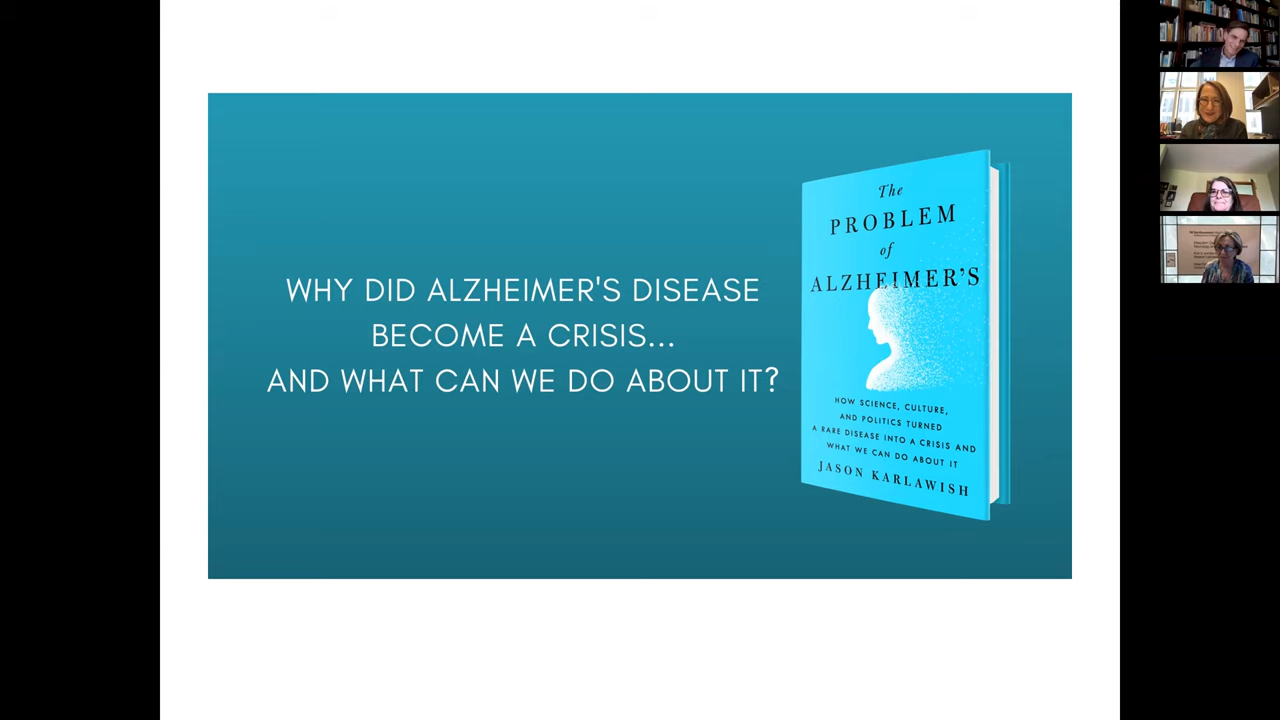 WHY DID ALZHEIMER'S DISEASE
BECOME A CRISIS...
AND WHAT CAN WE DO ABOUT IT?
The
PROBLEM
of
ALZHEIMER'S
HOW SCIENCE, CULTURE,
AND POLITICS TURNED
A RARE DISEASE INTO A CRISIS AND
WHAT WE CAN DO ABOUT IT
JASON KARLAWISH